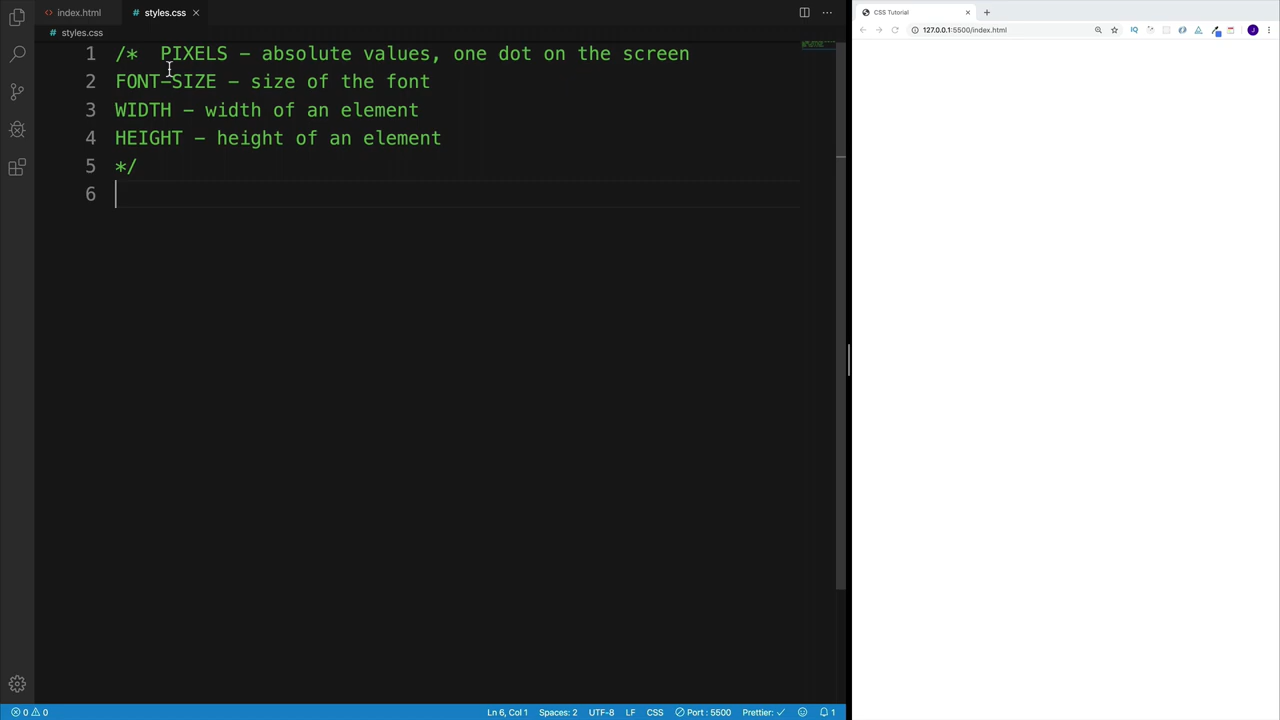 index.html
styles.css
CSS Tutorial
styles.css
127.0.0.1:5500/index.html
1 /*  PIXELS – absolute values, one dot on the screen
2 FONT-SIZE – size of the font
3 WIDTH – width of an element
4 HEIGHT – height of an element
5 */
6
0 0 Ln 6, Col 1 Spaces: 2 UTF-8 LF CSS Port : 5500 Prettier: ✓ 1